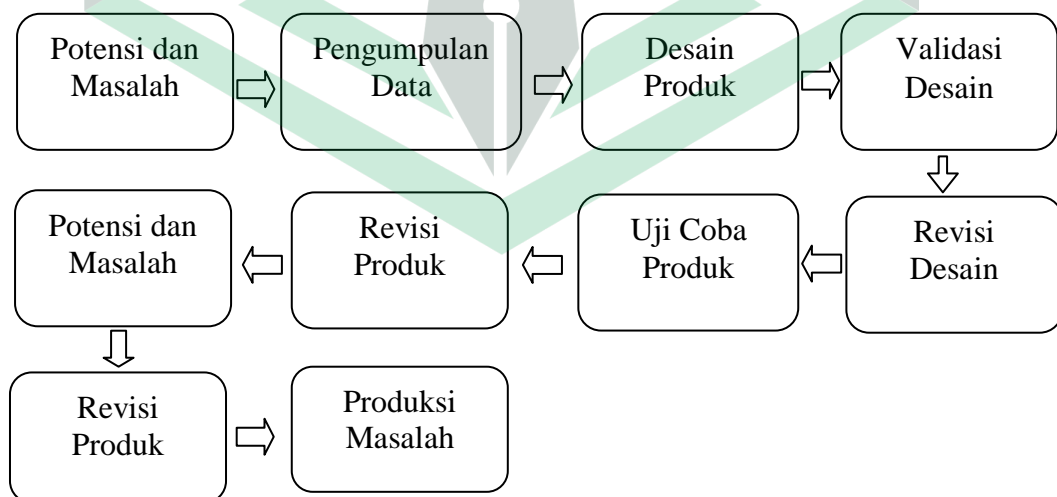 Potensi dan
Masalah
Pengumpulan
Data
Desain
Produk
Validasi
Desain
Revisi
Desain
Uji Coba
Produk
Revisi
Produk
Potensi dan
Masalah
Revisi
Produk
Produksi
Masalah